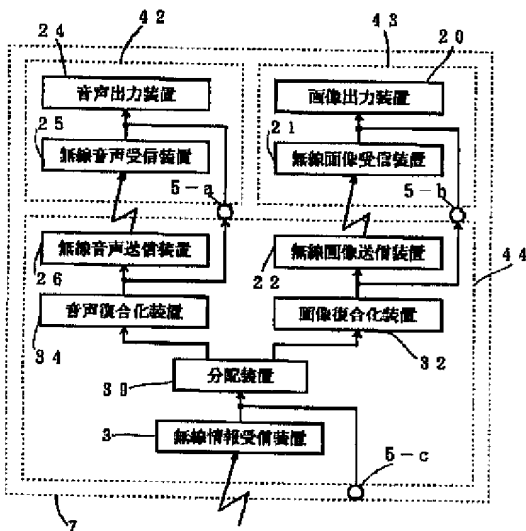 42
43
24
20
音声出力装置
画像出力装置
25
21
無線音声受信装置
無線画像受信装置
5-a
5-b
無線音声送信装置
無線画像送信装置
26
22
44
音声復合化装置
画像復合化装置
34
32
分配装置
39
3
無線情報受信装置
5-c
7